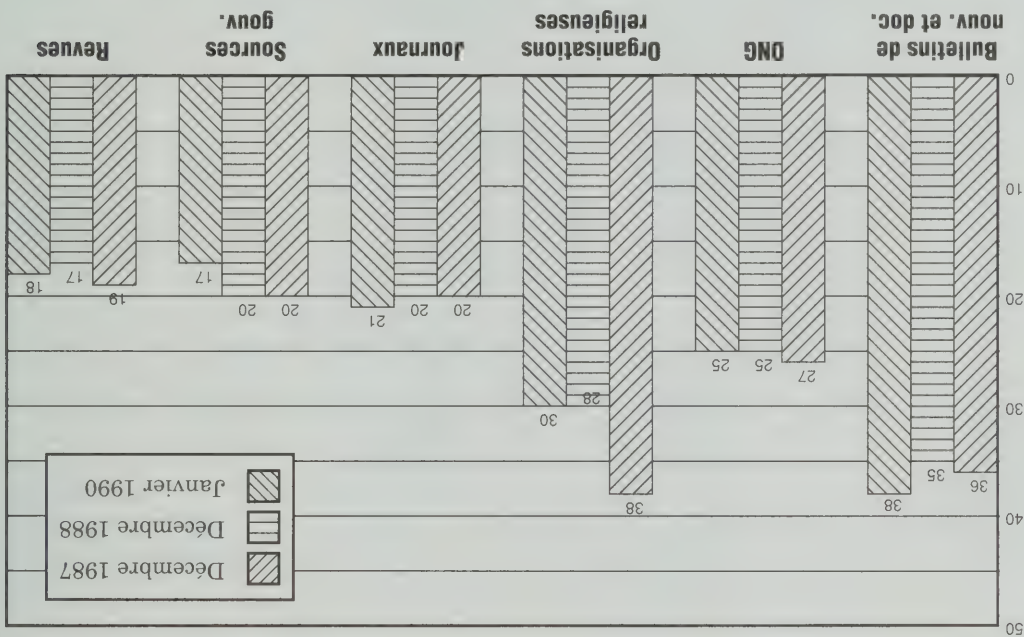 50
40
30
20
10
0
Décembre 1987
Décembre 1988
Janvier 1990
36 35 38
27 25 25
38 28 30
20 20 21
20 20 17
19 17 18
Bulletins de
nouv. et doc.
ONG
Organisations
religieuses
Journaux
Sources
gouv.
Revues